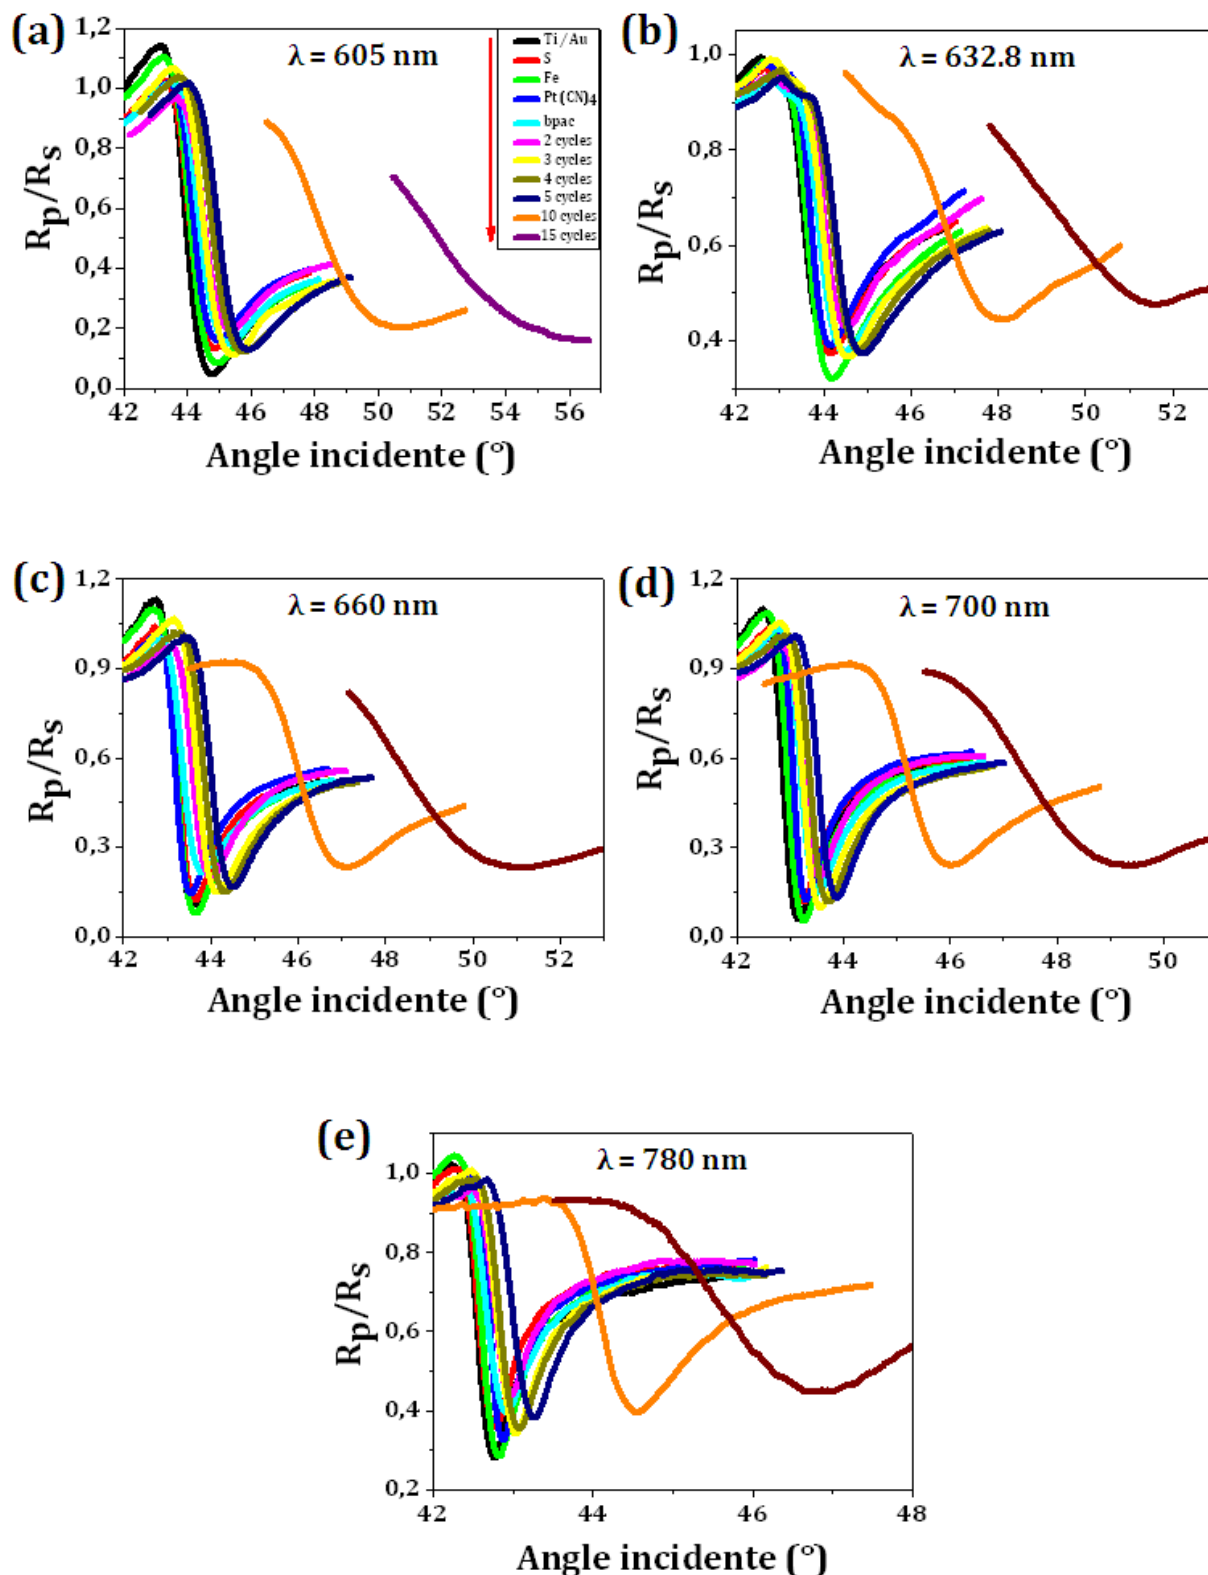 (a)
λ = 605 nm
Ti/Au
S
Fe
Pt(CN)4
bpac
2 cycles
3 cycles
4 cycles
5 cycles
10 cycles
15 cycles
1,2
1,0
0,8
0,6
0,4
0,2
0,0
Rp/Rs
42 44 46 48 50 52 54 56
Angle incidente (°)
(b)
λ = 632.8 nm
1,0
0,8
0,6
0,4
Rp/Rs
42 44 46 48 50 52
Angle incidente (°)
(c)
λ = 660 nm
1,2
0,9
0,6
0,3
0,0
Rp/Rs
42 44 46 48 50 52
Angle incidente (°)
(d)
λ = 700 nm
1,2
0,9
0,6
0,3
0,0
Rp/Rs
42 44 46 48 50
Angle incidente (°)
(e)
λ = 780 nm
1,0
0,8
0,6
0,4
0,2
Rp/Rs
42 44 46 48
Angle incidente (°)